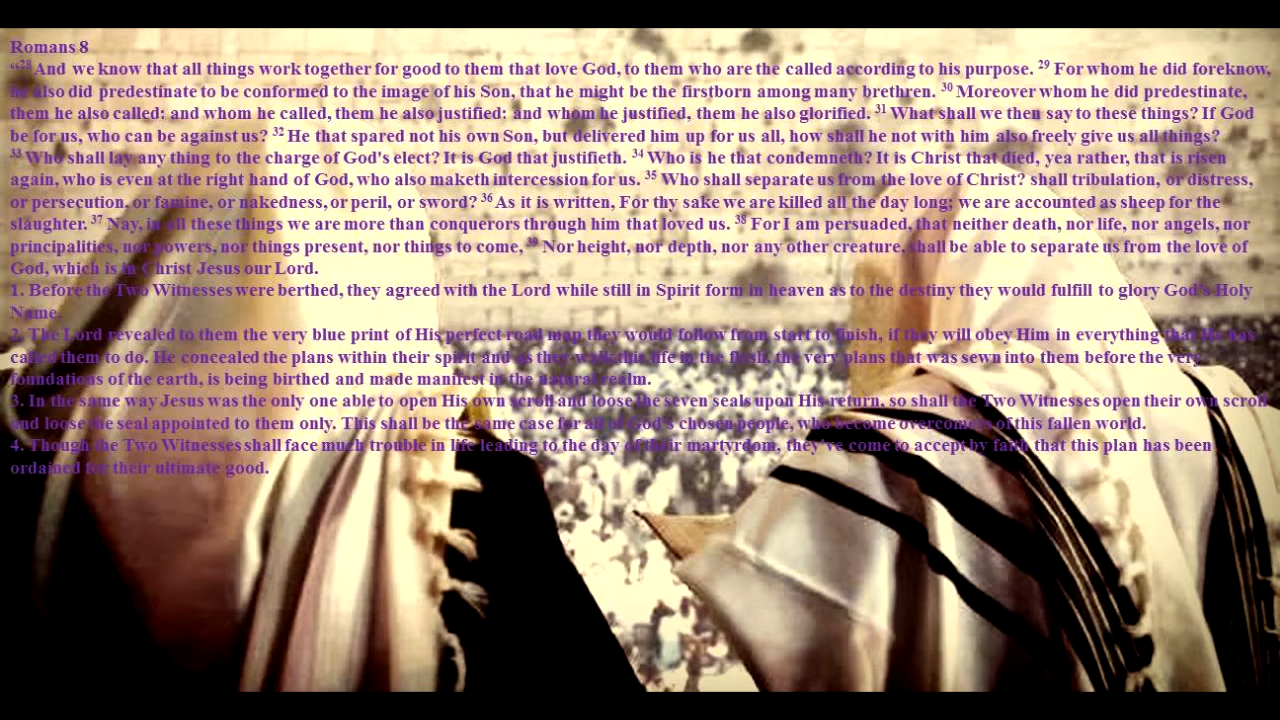 Romans 8
“28 And we know that all things work together for good to them that love God, to them who are the called according to his purpose. 29 For whom he did foreknow,
he also did predestinate to be conformed to the image of his Son, that he might be the firstborn among many brethren. 30 Moreover whom he did predestinate,
them he also called: and whom he called, them he also justified: and whom he justified, them he also glorified. 31 What shall we then say to these things? If God
be for us, who can be against us? 32 He that spared not his own Son, but delivered him up for us all, how shall he not with him also freely give us all things?
33 Who shall lay any thing to the charge of God's elect? It is God that justifieth. 34 Who is he that condemneth? It is Christ that died, yea rather, that is risen
again, who is even at the right hand of God, who also maketh intercession for us. 35 Who shall separate us from the love of Christ? shall tribulation, or distress,
or persecution, or famine, or nakedness, or peril, or sword? 36 As it is written, For thy sake we are killed all the day long; we are accounted as sheep for the
slaughter. 37 Nay, in all these things we are more than conquerors through him that loved us. 38 For I am persuaded, that neither death, nor life, nor angels, nor
principalities, nor powers, nor things present, nor things to come, 39 Nor height, nor depth, nor any other creature, shall be able to separate us from the love of
God, which is in Christ Jesus our Lord.
1. Before the Two Witnesses were berthed, they agreed with the Lord while still in Spirit form in heaven as to the destiny they would fulfill to glory God's Holy
Name.
2. The Lord revealed to them the very blue print of His perfect road map they would follow from start to finish, if they will obey Him in everything that He has
called them to do. He concealed the plans within their spirit and as they walk this life in the flesh, the very plans that was sewn into them before the very
foundations of the earth, is being birthed and made manifest in the natural realm.
3. In the same way Jesus was the only one able to open His own scroll and loose the seven seals upon His return, so shall the Two Witnesses open their own scroll
and loose the seal appointed to them only. This shall be the same case for all of God's chosen people, who become overcomers of this fallen world.
4. Though the Two Witnesses shall face much trouble in life leading to the day of their martyrdom, they've come to accept by faith that this plan has been
ordained for their ultimate good.